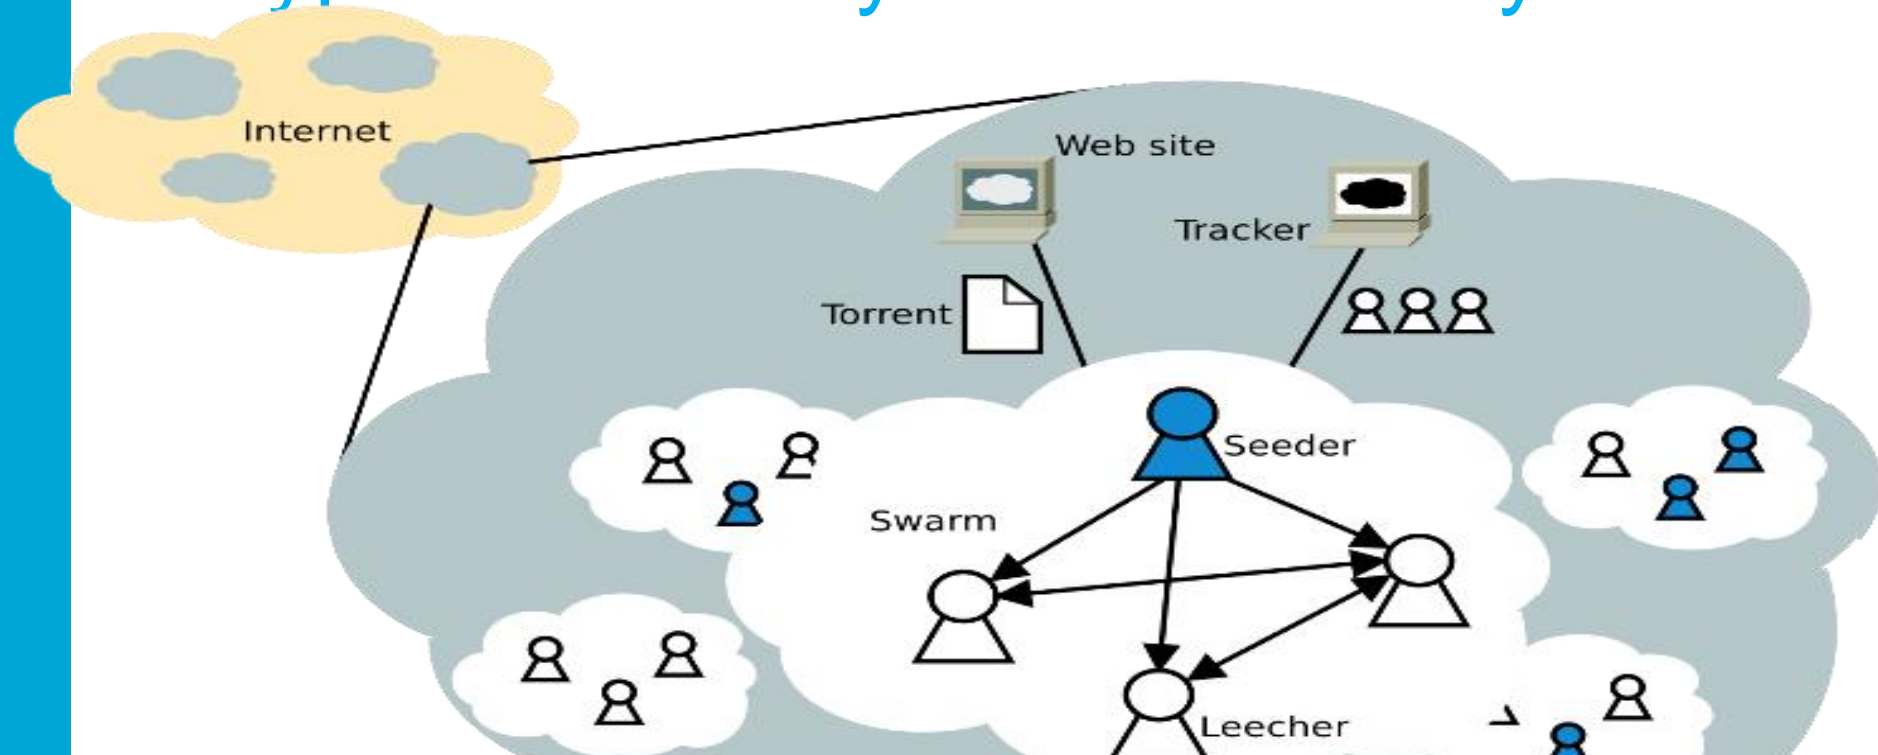 Internet
Web site
Tracker
Torrent
Seeder
Swarm
Leecher